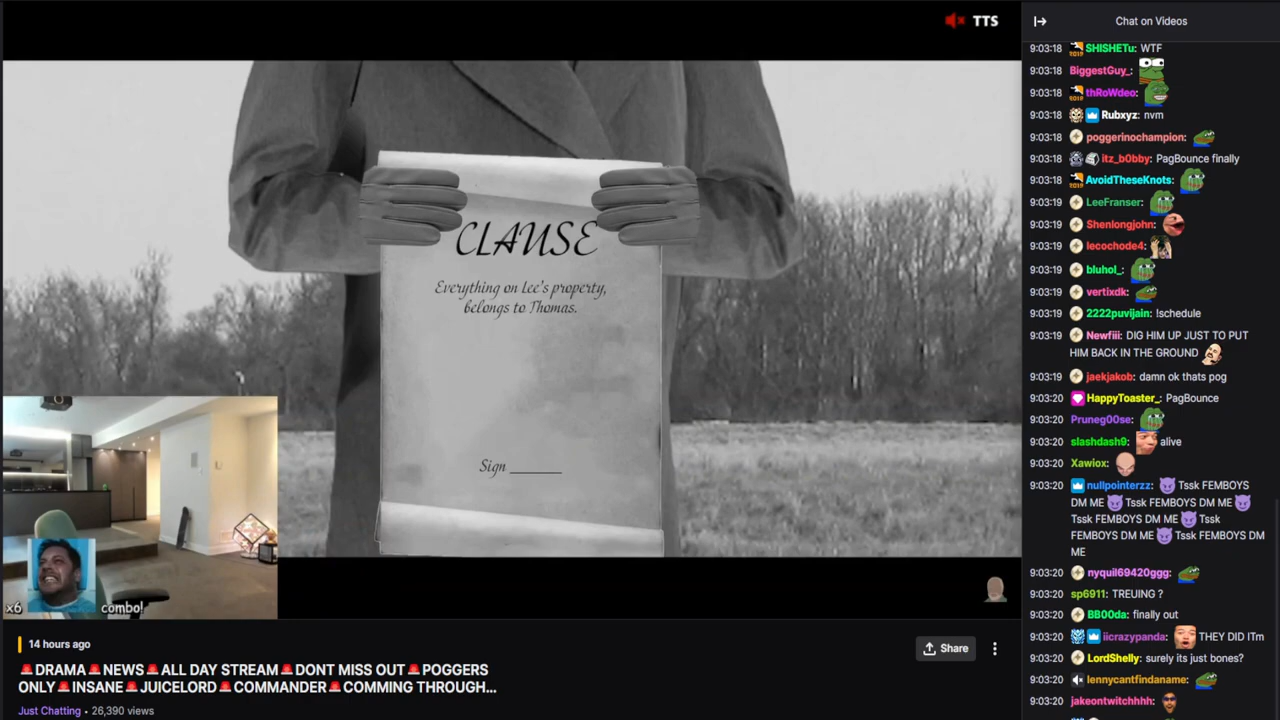 TTS
CLAUSE
Everything on Lee's property,
belongs to Thomas.
Sign
x6
combo!
14 hours ago
Share
DRAMA NEWS ALL DAY STREAM DONT MISS OUT POGGERS
ONLY INSANE JUICELORD COMMANDER COMMING THROUGH...
Just Chatting • 26,390 views
Chat on Videos
9:03:18 SHISHETu: WTF
9:03:18 BiggestGuy_:
9:03:18 thRoWdeo:
9:03:18 Rubxyz: nvm
9:03:18 poggerinochampion:
9:03:18 itz_b0bby: PagBounce finally
9:03:18 AvoidTheseKnots:
9:03:19 LeeFranser:
9:03:19 Shenlongjohn:
9:03:19 lecochode4:
9:03:19 bluhol_:
9:03:19 vertixdk:
9:03:19 2222puvijain: !schedule
9:03:19 Newfiii: DIG HIM UP JUST TO PUT
HIM BACK IN THE GROUND
9:03:19 jaekjakob: damn ok thats pog
9:03:20 HappyToaster_: PagBounce
9:03:20 Pruneg00se:
9:03:20 slashdash9: alive
9:03:20 Xawiox:
9:03:20 nullpointerzz: Tssk FEMBOYS
DM ME Tssk FEMBOYS DM ME
Tssk FEMBOYS DM ME Tssk
FEMBOYS DM ME Tssk FEMBOYS DM
ME
9:03:20 nyquil69420ggg:
9:03:20 sp6911: TREUING ?
9:03:20 BB00da: finally out
9:03:20 iicrazypanda: THEY DID ITm
9:03:20 LordShelly: surely its just bones?
9:03:20 lennycantfindaname:
9:03:20 jakeontwitchhhh: